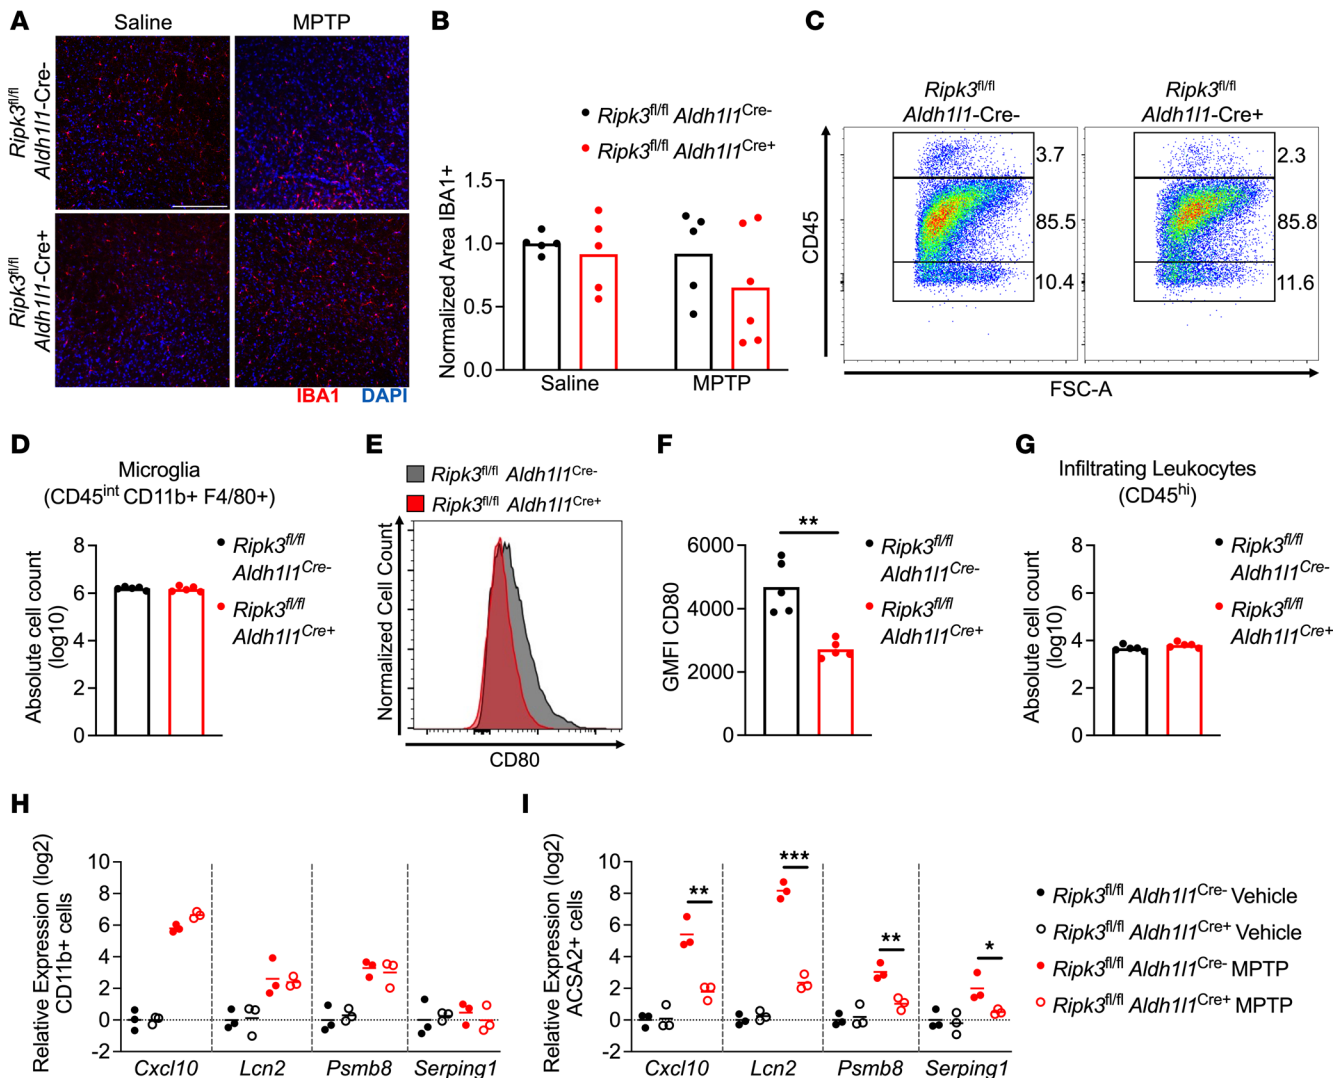 A
Saline
MPTP
Ripk3fl/fl
Aldh1l1-Cre-
Ripk3fl/fl
Aldh1l1-Cre+
IBA1 DAPI
B
Ripk3fl/fl Aldh1l1Cre-
Ripk3fl/fl Aldh1l1Cre+
Normalized Area IBA1+
1.5
1.0
0.5
0.0
Saline
MPTP
C
Ripk3fl/fl
Aldh1l1-Cre-
Ripk3fl/fl
Aldh1l1-Cre+
CD45
3.7
85.5
10.4
2.3
85.8
11.6
FSC-A
D
Microglia
(CD45int CD11b+ F4/80+)
Absolute cell count
(log10)
8
6
4
2
0
Ripk3fl/fl
Aldh1l1Cre-
Ripk3fl/fl
Aldh1l1Cre+
E
Ripk3fl/fl Aldh1l1Cre-
Ripk3fl/fl Aldh1l1Cre+
Normalized Cell Count
CD80
F
GMFI CD80
6000
4000
2000
0
**
Ripk3fl/fl
Aldh1l1Cre-
Ripk3fl/fl
Aldh1l1Cre+
G
Infiltrating Leukocytes
(CD45hi)
Absolute cell count
(log10)
8
6
4
2
0
Ripk3fl/fl
Aldh1l1Cre-
Ripk3fl/fl
Aldh1l1Cre+
H
Relative Expression (log2)
CD11b+ cells
10
8
6
4
2
0
-2
Cxcl10
Lcn2
Psmb8
Serping1
I
Relative Expression (log2)
ACSA2+ cells
10
8
6
4
2
0
-2
**
***
**
*
Cxcl10
Lcn2
Psmb8
Serping1
Ripk3fl/fl Aldh1l1Cre- Vehicle
Ripk3fl/fl Aldh1l1Cre+ Vehicle
Ripk3fl/fl Aldh1l1Cre- MPTP
Ripk3fl/fl Aldh1l1Cre+ MPTP